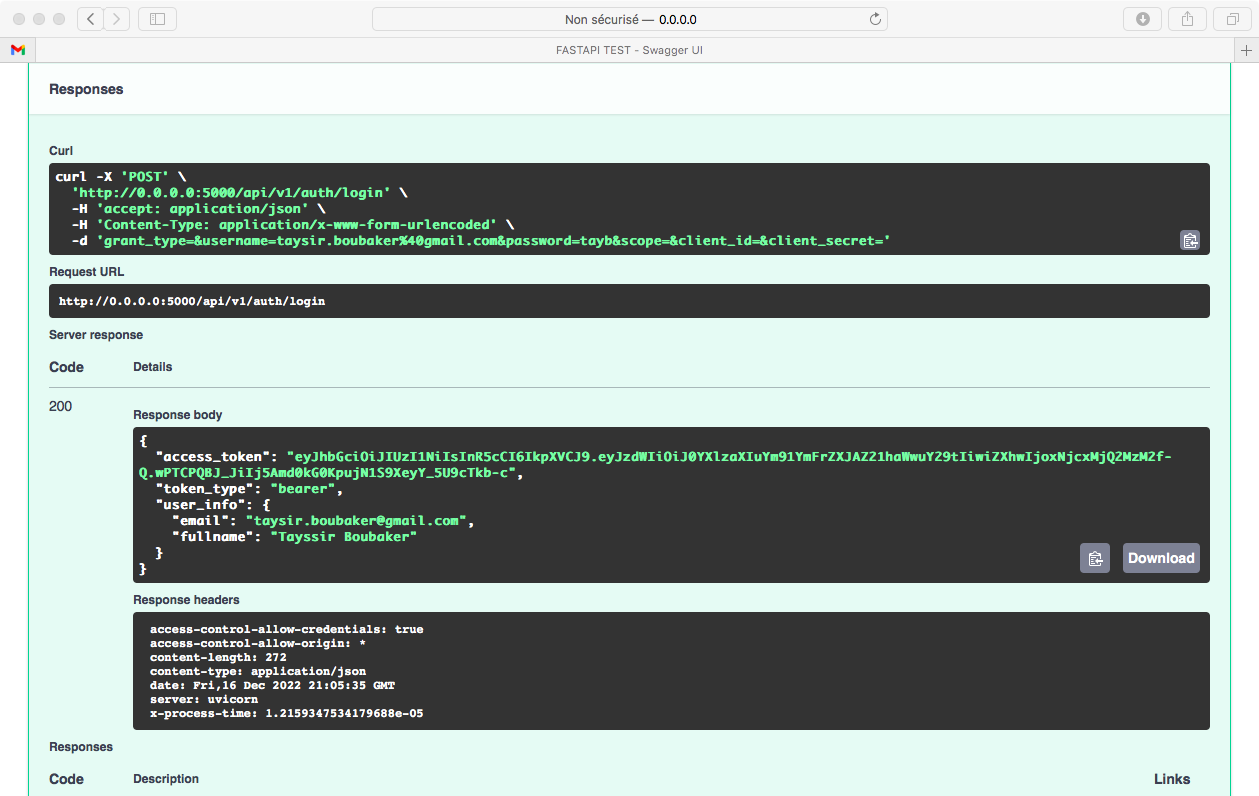 Non sécurisé — 0.0.0.0
FASTAPI TEST - Swagger UI
Responses
Curl
curl -X 'POST' \
'http://0.0.0.0:5000/api/v1/auth/login' \
-H 'accept: application/json' \
-H 'Content-Type: application/x-www-form-urlencoded' \
-d 'grant_type=&username=taysir.boubaker%40gmail.com&password=tayb&scope=&client_id=&client_secret='
Request URL
http://0.0.0.0:5000/api/v1/auth/login
Server response
Code Details
200
Response body
{
"access_token": "eyJhbGciOiJIUzI1NiIsInR5cCI6IkpXVCJ9.eyJzdWIiOiJ0YXlzaXIuYm91YmFrZXJAZ21haWwuY29tIiwiZXhwIjoxNjcxMjQ2MzM2f-
Q.wPTCPQBJ_JiIj5Amd0kG0KpujN1S9XeyY_5U9cTkb-c",
"token_type": "bearer",
"user_info": {
"email": "taysir.boubaker@gmail.com",
"fullname": "Tayssir Boubaker"
}
}
Download
Response headers
access-control-allow-credentials: true
access-control-allow-origin: *
content-length: 272
content-type: application/json
date: Fri,16 Dec 2022 21:05:35 GMT
server: uvicorn
x-process-time: 1.2159347534179688e-05
Responses
Code Description Links